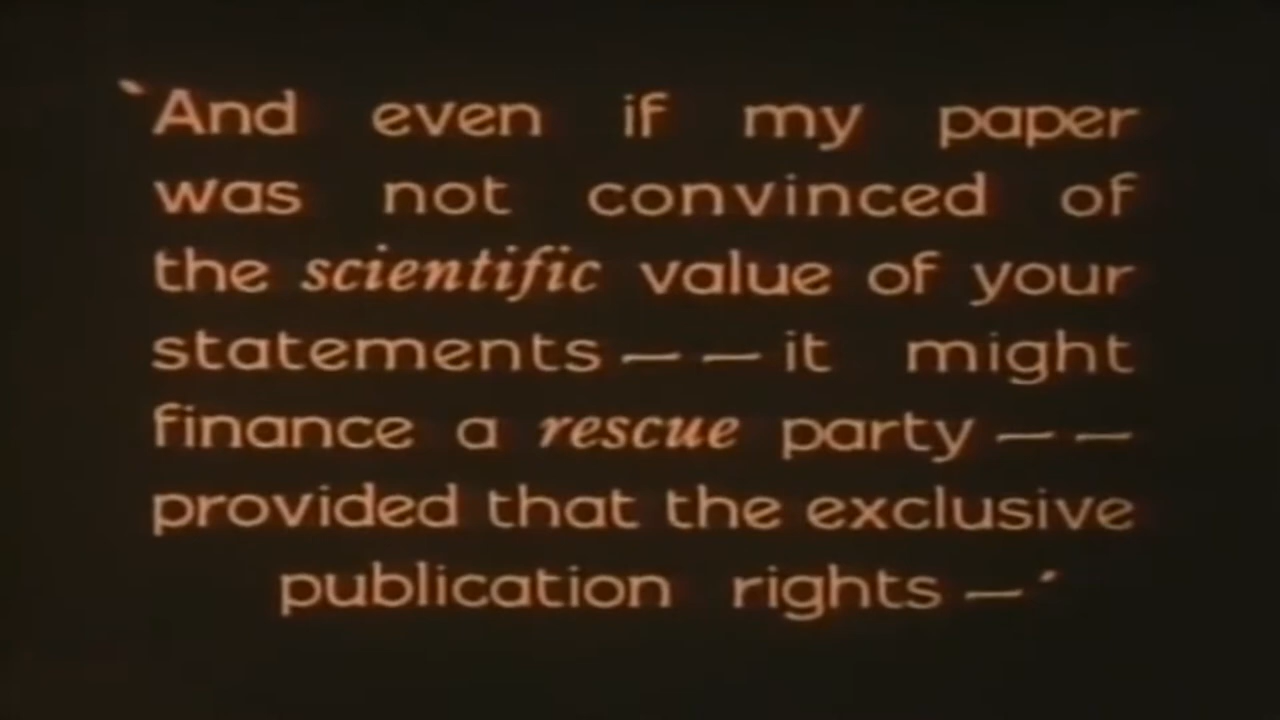 `And even if my paper
was not convinced of
the scientific value of your
statements — — it might
finance a rescue party — —
provided that the exclusive
publication rights —´